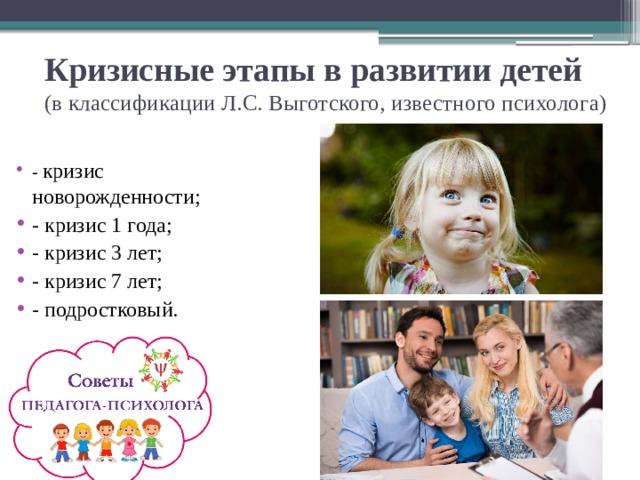 Кризисные этапы в развитии детей
(в классификации Л.С. Выготского, известного психолога)
- кризис
новорожденности;
- кризис 1 года;
- кризис 3 лет;
- кризис 7 лет;
- подростковый.
Советы
ПЕДАГОГА-ПСИХОЛОГА